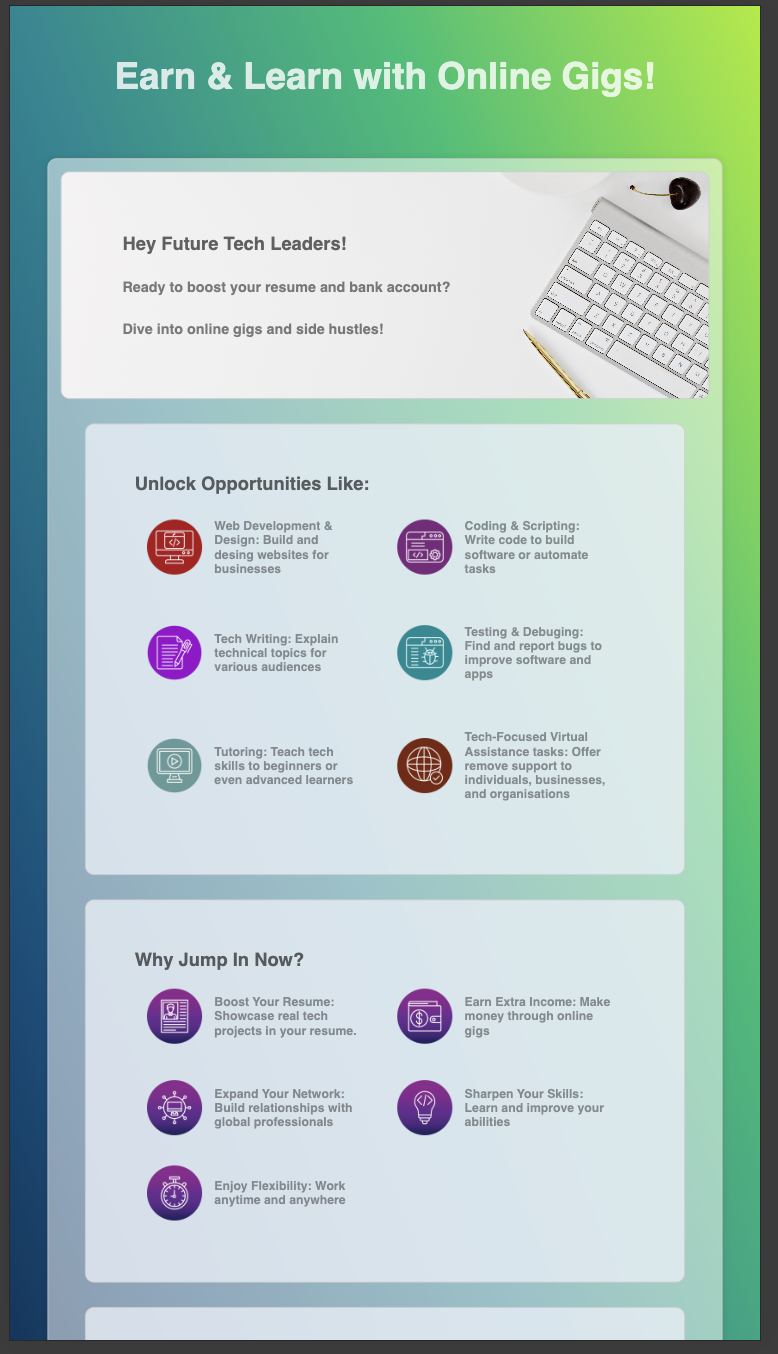 Earn & Learn with Online Gigs!
Hey Future Tech Leaders!
Ready to boost your resume and bank account?
Dive into online gigs and side hustles!
Unlock Opportunities Like:
Web Development &
Design: Build and
desing websites for
businesses
Coding & Scripting:
Write code to build
software or automate
tasks
Tech Writing: Explain
technical topics for
various audiences
Testing & Debuging:
Find and report bugs to
improve software and
apps
Tutoring: Teach tech
skills to beginners or
even advanced learners
Tech-Focused Virtual
Assistance tasks: Offer
remove support to
individuals, businesses,
and organisations
Why Jump In Now?
Boost Your Resume:
Showcase real tech
projects in your resume.
Earn Extra Income: Make
money through online
gigs
Expand Your Network:
Build relationships with
global professionals
Sharpen Your Skills:
Learn and improve your
abilities
Enjoy Flexibility: Work
anytime and anywhere